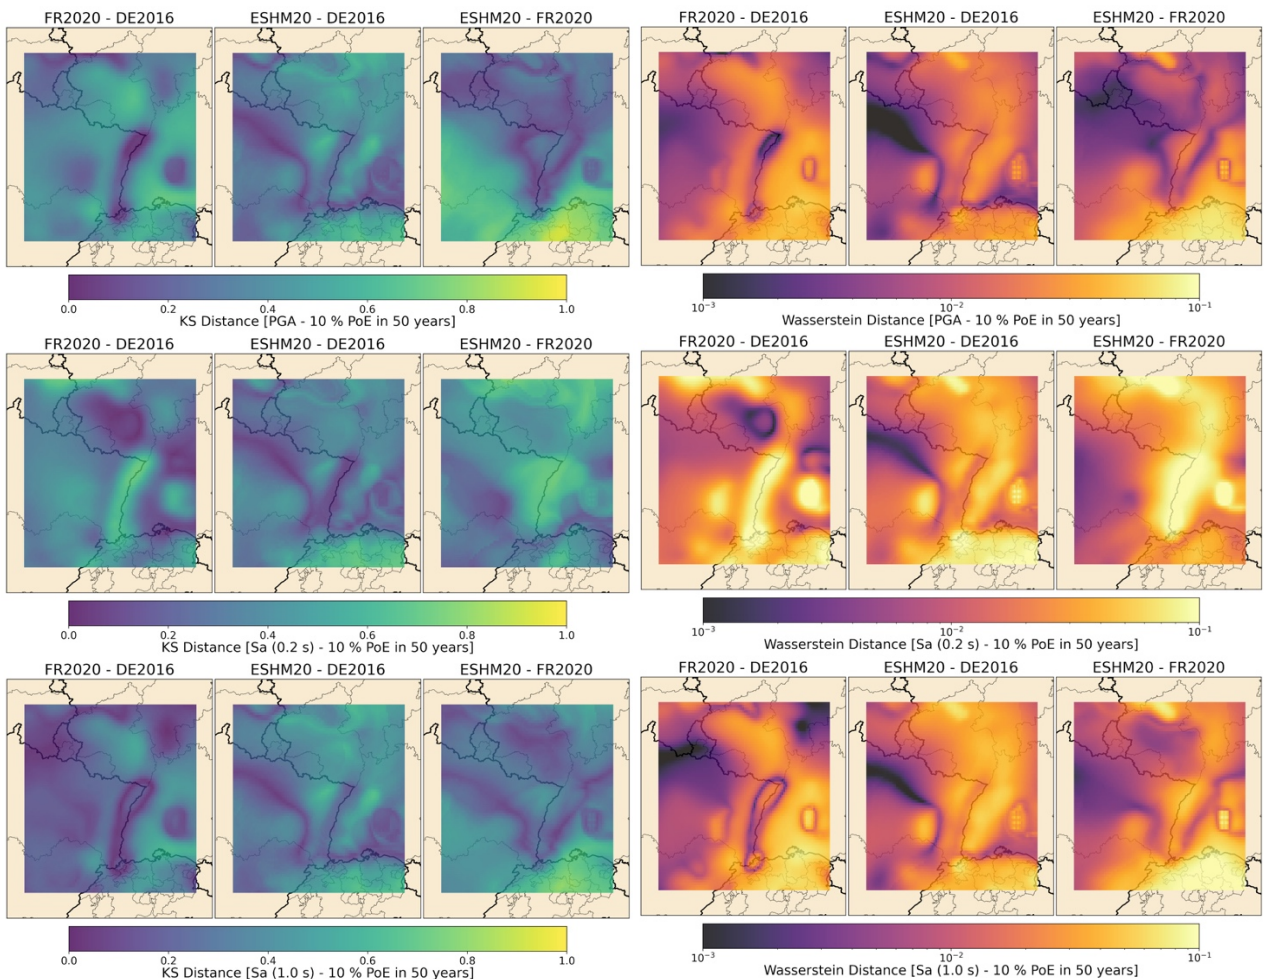 FR2020 - DE2016 ESHM20 - DE2016 ESHM20 - FR2020 FR2020 - DE2016 ESHM20 - DE2016 ESHM20 - FR2020
0.0 0.2 0.4 0.6 0.8 1.0 10⁻³ 10⁻² 10⁻¹
KS Distance [PGA - 10 % PoE in 50 years] Wasserstein Distance [PGA - 10 % PoE in 50 years]
FR2020 - DE2016 ESHM20 - DE2016 ESHM20 - FR2020 FR2020 - DE2016 ESHM20 - DE2016 ESHM20 - FR2020
0.0 0.2 0.4 0.6 0.8 1.0 10⁻³ 10⁻² 10⁻¹
KS Distance [Sa (0.2 s) - 10 % PoE in 50 years] Wasserstein Distance [Sa (0.2 s) - 10 % PoE in 50 years]
FR2020 - DE2016 ESHM20 - DE2016 ESHM20 - FR2020 FR2020 - DE2016 ESHM20 - DE2016 ESHM20 - FR2020
0.0 0.2 0.4 0.6 0.8 1.0 10⁻³ 10⁻² 10⁻¹
KS Distance [Sa (1.0 s) - 10 % PoE in 50 years] Wasserstein Distance [Sa (1.0 s) - 10 % PoE in 50 years]